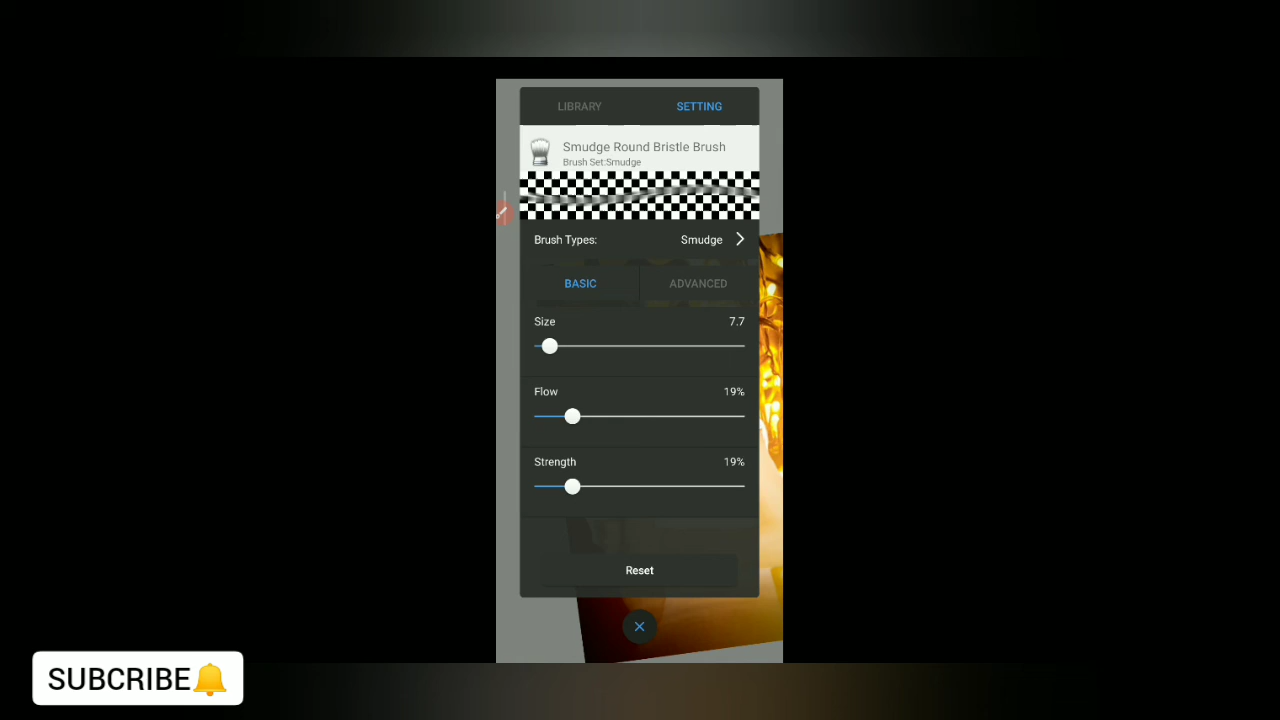 LIBRARY SETTING
Smudge Round Bristle Brush
Brush Set:Smudge
Brush Types: Smudge
BASIC ADVANCED
Size 7.7
Flow 19%
Strength 19%
Reset
SUBCRIBE